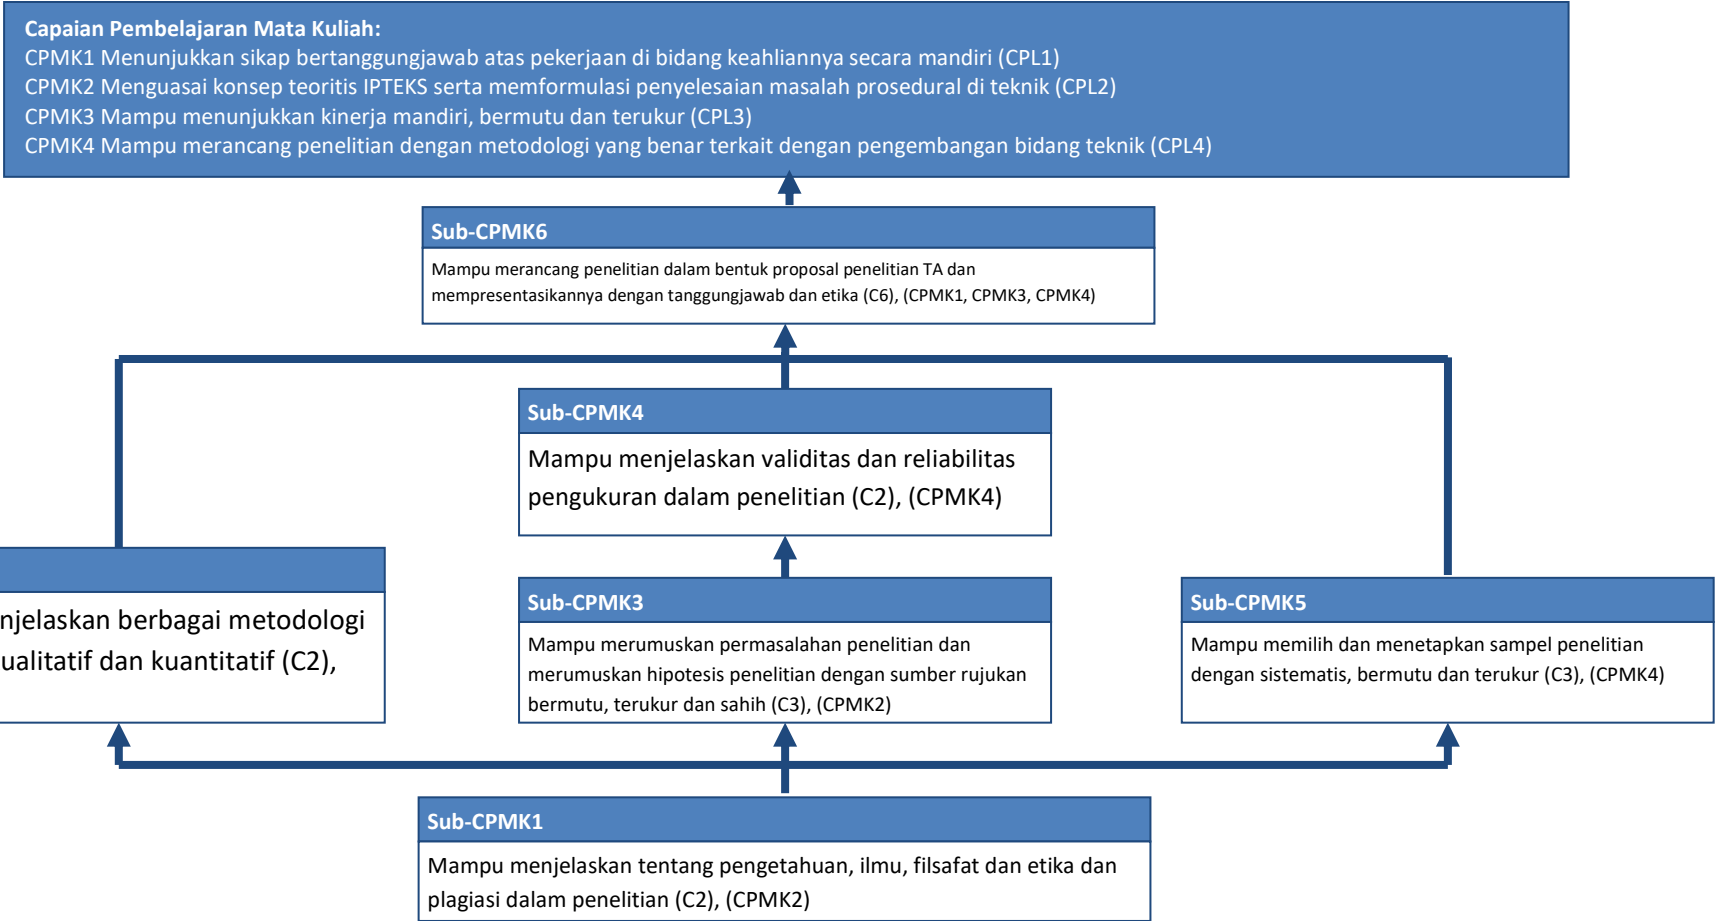 Capaian Pembelajaran Mata Kuliah:
CPMK1 Menunjukkan sikap bertanggungjawab atas pekerjaan di bidang keahliannya secara mandiri (CPL1)
CPMK2 Menguasai konsep teoritis IPTEKS serta memformulasi penyelesaian masalah prosedural di teknik (CPL2)
CPMK3 Mampu menunjukkan kinerja mandiri, bermutu dan terukur (CPL3)
CPMK4 Mampu merancang penelitian dengan metodologi yang benar terkait dengan pengembangan bidang teknik (CPL4)
Sub-CPMK6
Mampu merancang penelitian dalam bentuk proposal penelitian TA dan
mempresentasikannya dengan tanggungjawab dan etika (C6), (CPMK1, CPMK3, CPMK4)
Sub-CPMK4
Mampu menjelaskan validitas dan reliabilitas
pengukuran dalam penelitian (C2), (CPMK4)
njelaskan berbagai metodologi
ualitatif dan kuantitatif (C2),
Sub-CPMK3
Mampu merumuskan permasalahan penelitian dan
merumuskan hipotesis penelitian dengan sumber rujukan
bermutu, terukur dan sahih (C3), (CPMK2)
Sub-CPMK5
Mampu memilih dan menetapkan sampel penelitian
dengan sistematis, bermutu dan terukur (C3), (CPMK4)
Sub-CPMK1
Mampu menjelaskan tentang pengetahuan, ilmu, filsafat dan etika dan
plagiasi dalam penelitian (C2), (CPMK2)